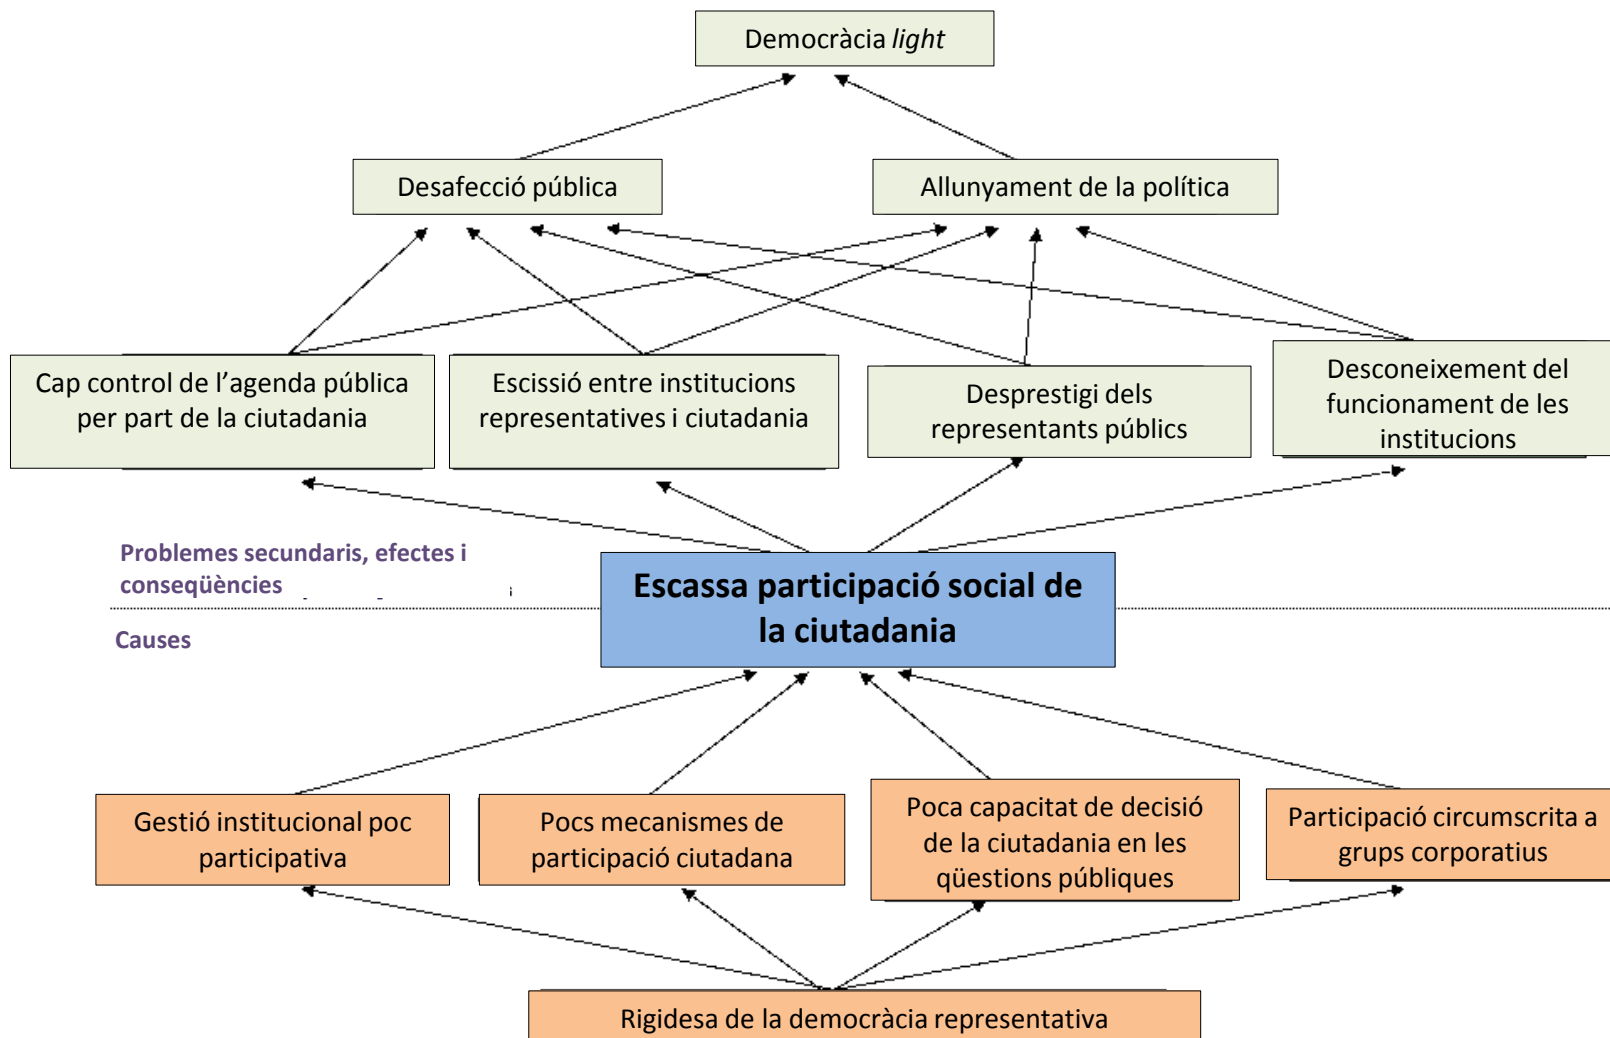 Democràcia light
Desafecció pública
Allunyament de la política
Cap control de l’agenda pública
per part de la ciutadania
Escissió entre institucions
representatives i ciutadania
Desprestigi dels
representants públics
Desconeixement del
funcionament de les
institucions
Problemes secundaris, efectes i
conseqüències
Escassa participació social de
la ciutadania
Causes
Gestió institucional poc
participativa
Pocs mecanismes de
participació ciutadana
Poca capacitat de decisió
de la ciutadania en les
qüestions públiques
Participació circumscrita a
grups corporatius
Rigidesa de la democràcia representativa